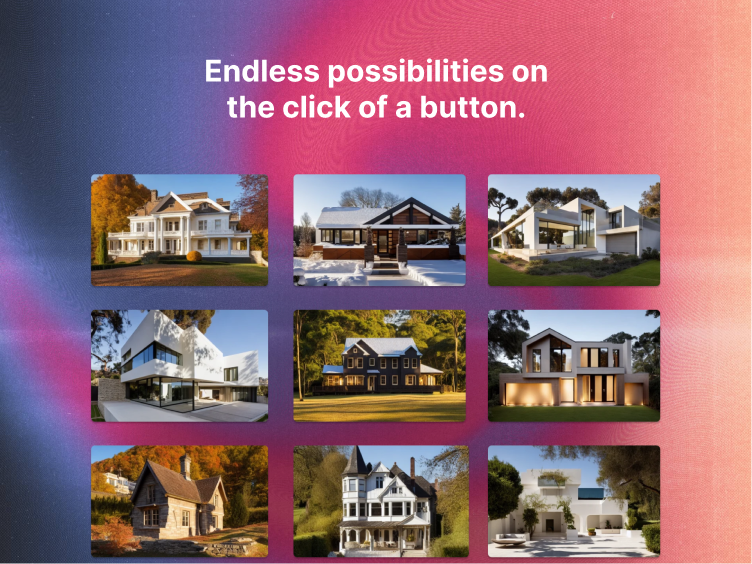 Endless possibilities on
the click of a button.